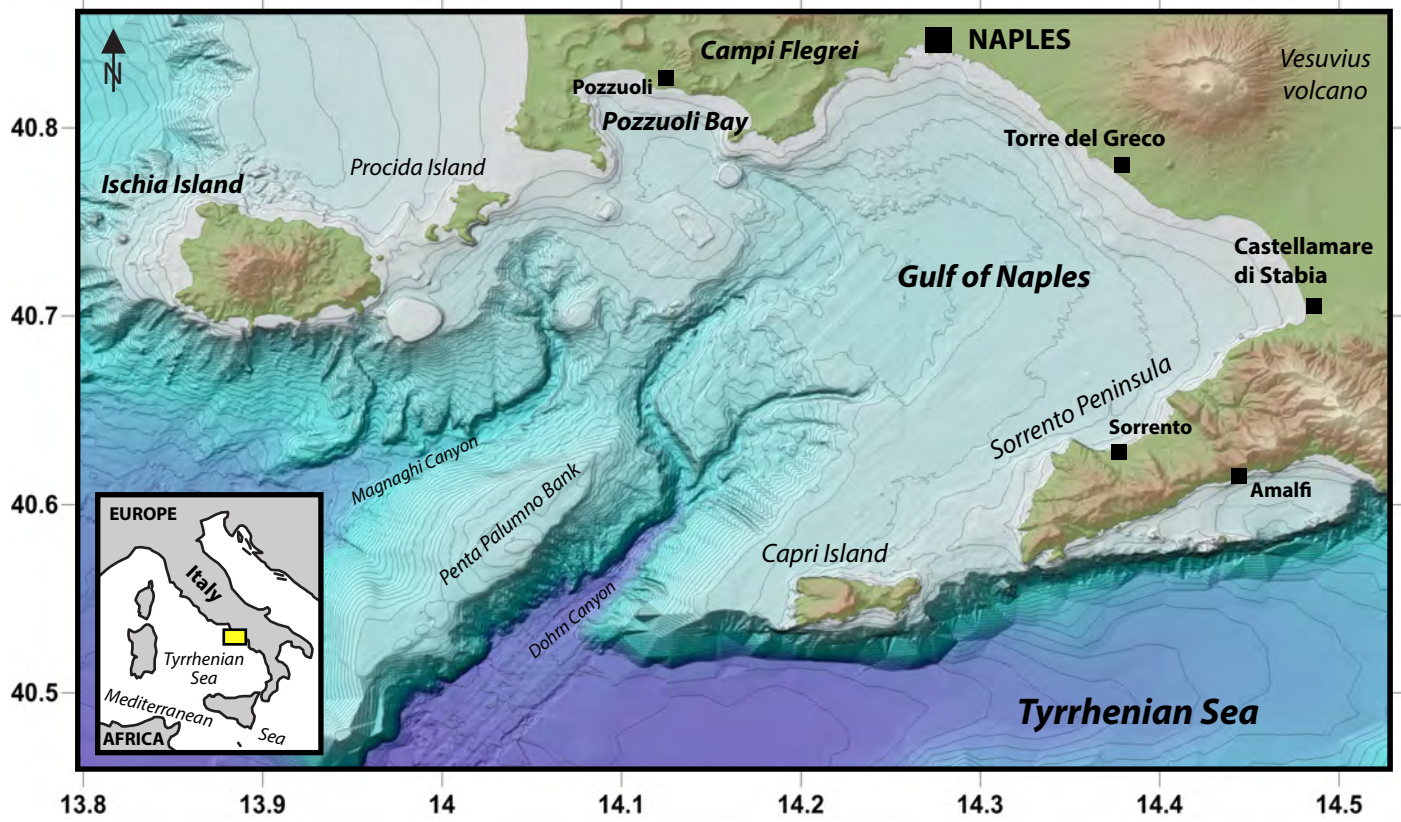 N
NAPLES
Campi Flegrei
Vesuvius
volcano
Pozzuoli
Pozzuoli Bay
Torre del Greco
Procida Island
Ischia Island
Castellamare
di Stabia
Gulf of Naples
Sorrento Peninsula
Sorrento
Amalfi
Magnaghi Canyon
Penta Palumno Bank
Capri Island
Dohrn Canyon
Tyrrhenian Sea
EUROPE
Italy
Tyrrhenian
Sea
Mediterranean
Sea
AFRICA
40.8
40.7
40.6
40.5
13.8
13.9
14
14.1
14.2
14.3
14.4
14.5